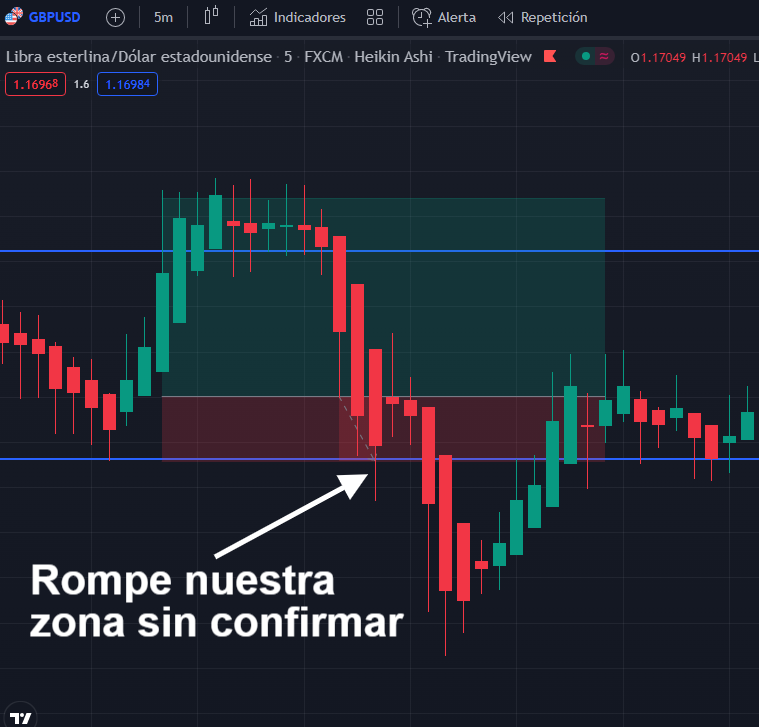 GBPUSD 5m Indicadores Alerta Repetición
Libra esterlina/Dólar estadounidense · 5 · FXCM · Heikin Ashi · TradingView O1.17049 H1.17049 L
1.16968 1.6 1.16984
Rompe nuestra
zona sin confirmar